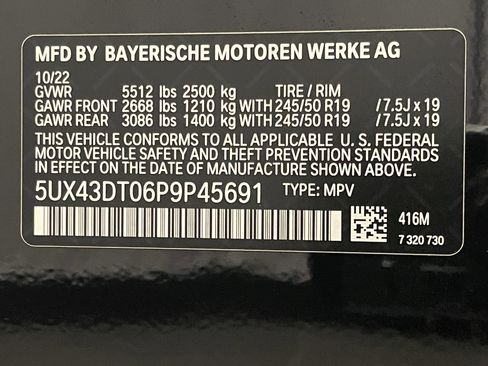 MFD BY BAYERISCHE MOTOREN WERKE AG
10/22
GVWR 5512 lbs 2500 kg TIRE / RIM
GAWR FRONT 2668 lbs 1210 kg WITH 245/50 R19 /7.5J x 19
GAWR REAR 3086 lbs 1400 kg WITH 245/50 R19 /7.5J x 19
THIS VEHICLE CONFORMS TO ALL APPLICABLE U. S. FEDERAL
MOTOR VEHICLE SAFETY AND THEFT PREVENTION STANDARDS
IN EFFECT ON THE DATE OF MANUFACTURE SHOWN ABOVE.
5UX43DT06P9P45691 TYPE: MPV
416M
7 320 730